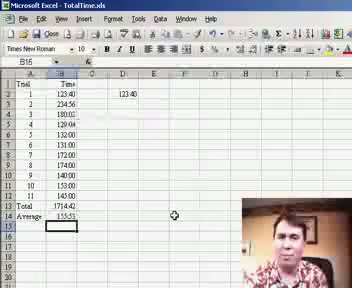 Microsoft Excel - TotalTime.xls
File Edit View Insert Format Tools Data Window Help
Times New Roman 10 B I U
B15
A B C D E F G H I
Trial Time
1 123:40 123:40
2 234:56
3 180:02
4 129:04
5 132:00
6 131:00
7 172:00
8 174:00
9 140:00
10 153:00
11 145:00
Total 1714:42
Average 155:53